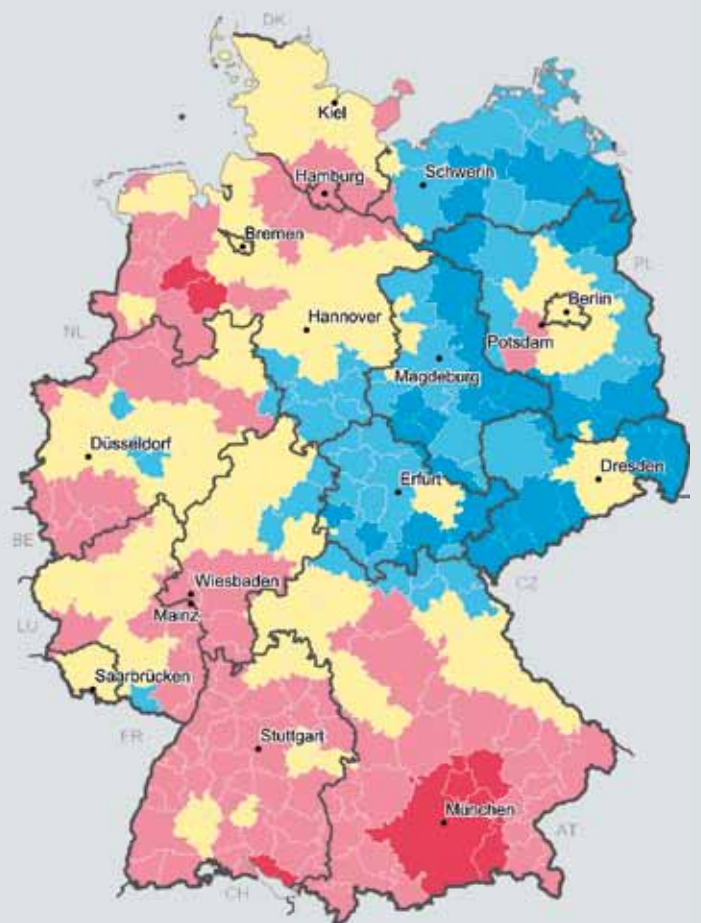 DK
Kiel
Schwerin
Hamburg
Bremen
PL
Berlin
Hannover
Potsdam
NL
Magdeburg
Düsseldorf
Erfurt
Dresden
BE
CZ
Wiesbaden
Mainz
LU
Saarbrücken
FR
Stuttgart
München
AT
CH